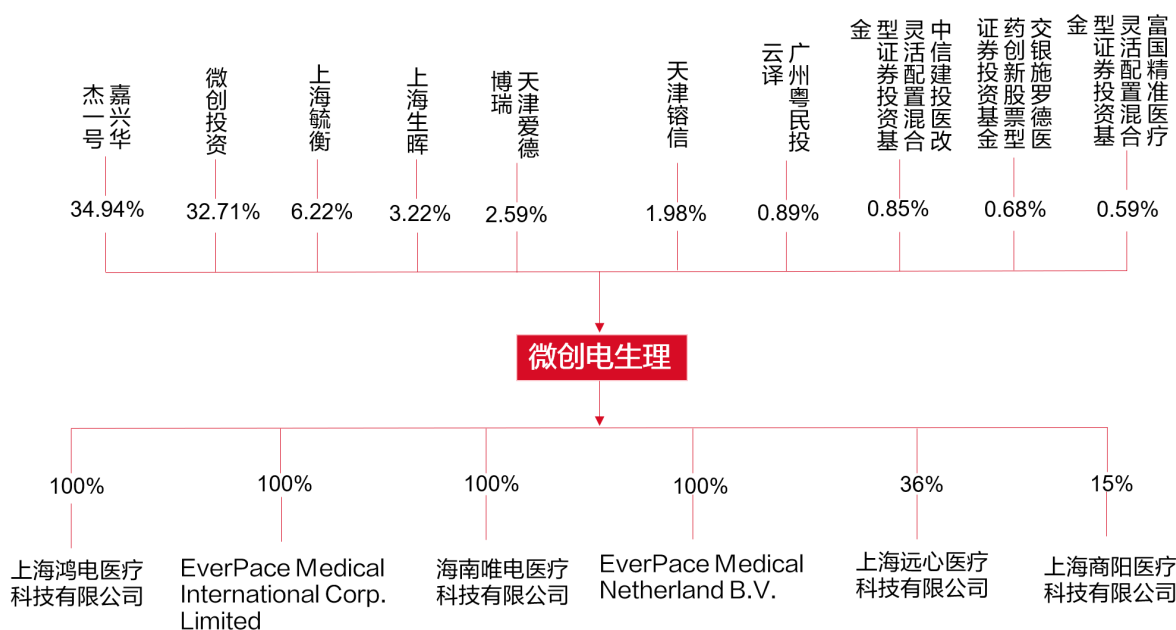 嘉兴华
杰一号
微创投资
上海毓衡
上海生晖
天津爱德
博瑞
天津镕信
广州粤民投
云译
中信建投医改
灵活配置混合
型证券投资基
金
交银施罗德医
药创新股票型
证券投资基金
富国精准医疗
灵活配置混合
型证券投资基
金
34.94%
32.71%
6.22%
3.22%
2.59%
1.98%
0.89%
0.85%
0.68%
0.59%
微创电生理
100%
100%
100%
100%
36%
15%
上海鸿电医疗
科技有限公司
EverPace Medical
International Corp.
Limited
海南唯电医疗
科技有限公司
EverPace Medical
Netherland B.V.
上海远心医疗
科技有限公司
上海商阳医疗
科技有限公司